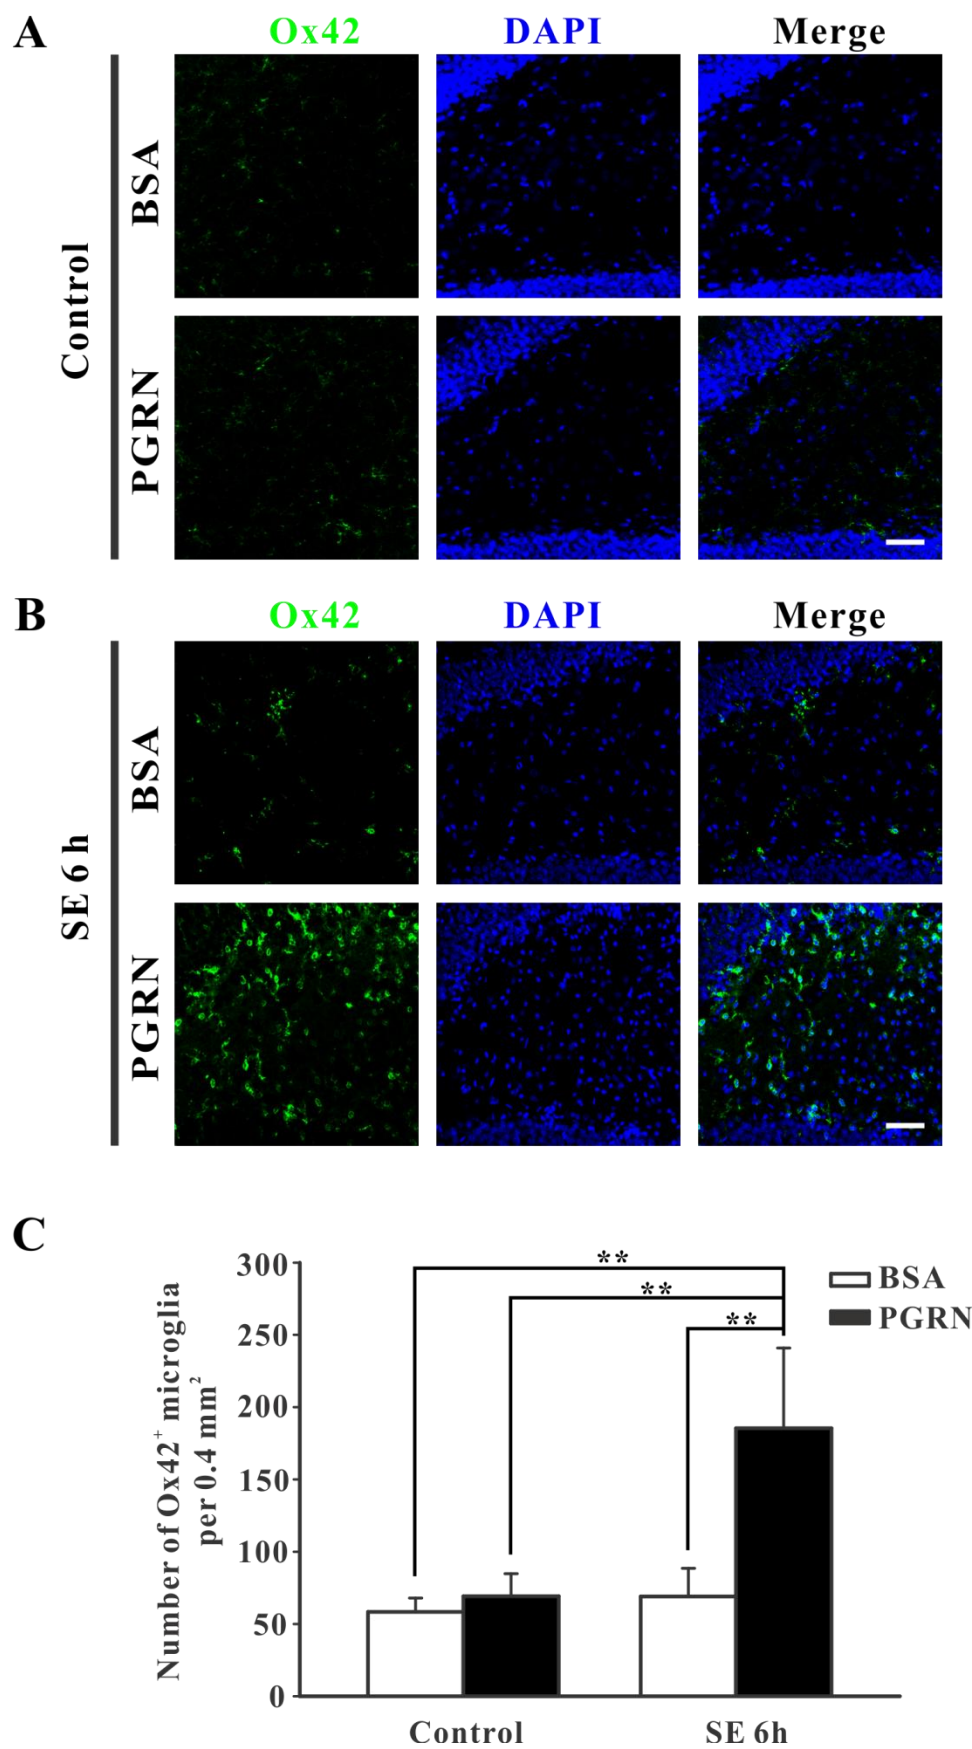 A
Ox42 DAPI Merge
Control
BSA
PGRN
B
Ox42 DAPI Merge
SE 6 h
BSA
PGRN
C
Number of Ox42⁺ microglia
per 0.4 mm²
300
250
200
150
100
50
0
**
**
**
BSA
PGRN
Control SE 6h